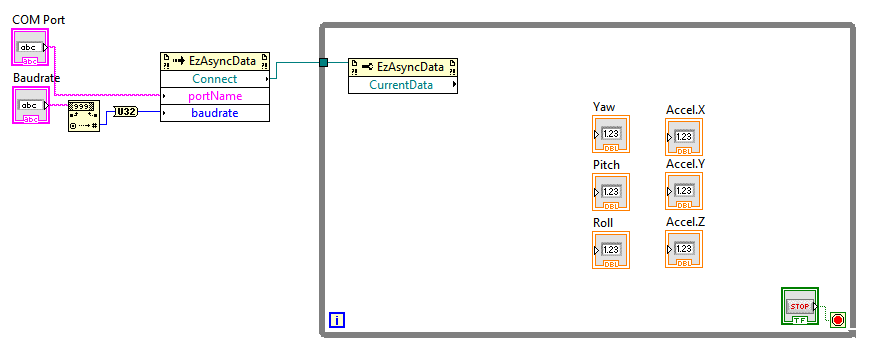 COM Port
abc
abc
Baudrate
abc
abc
999
U32
?!
EzAsyncData
?!
Connect
portName
baudrate
?!
EzAsyncData
?!
CurrentData
Yaw
1.23
DBL
Accel.X
1.23
DBL
Pitch
1.23
DBL
Accel.Y
1.23
DBL
Roll
1.23
DBL
Accel.Z
1.23
DBL
i
STOP
TF